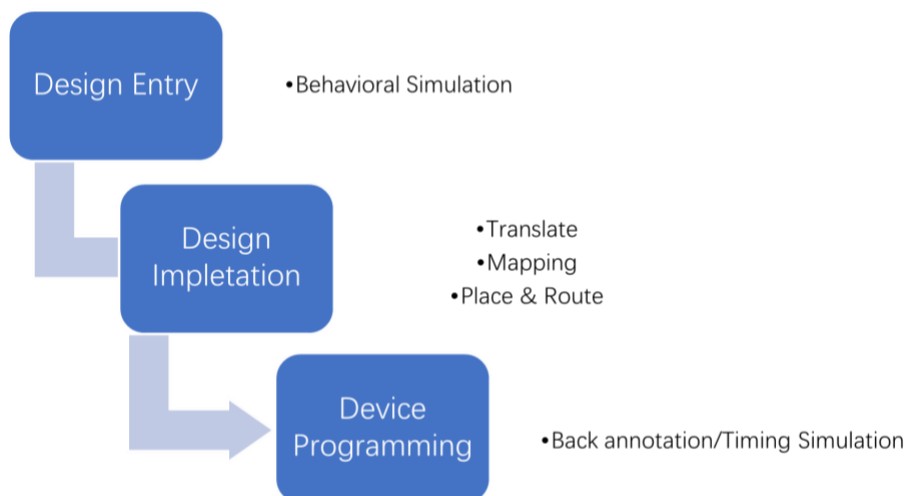 Design Entry
•Behavioral Simulation
Design
Impletation
•Translate
•Mapping
•Place & Route
Device
Programming
•Back annotation/Timing Simulation